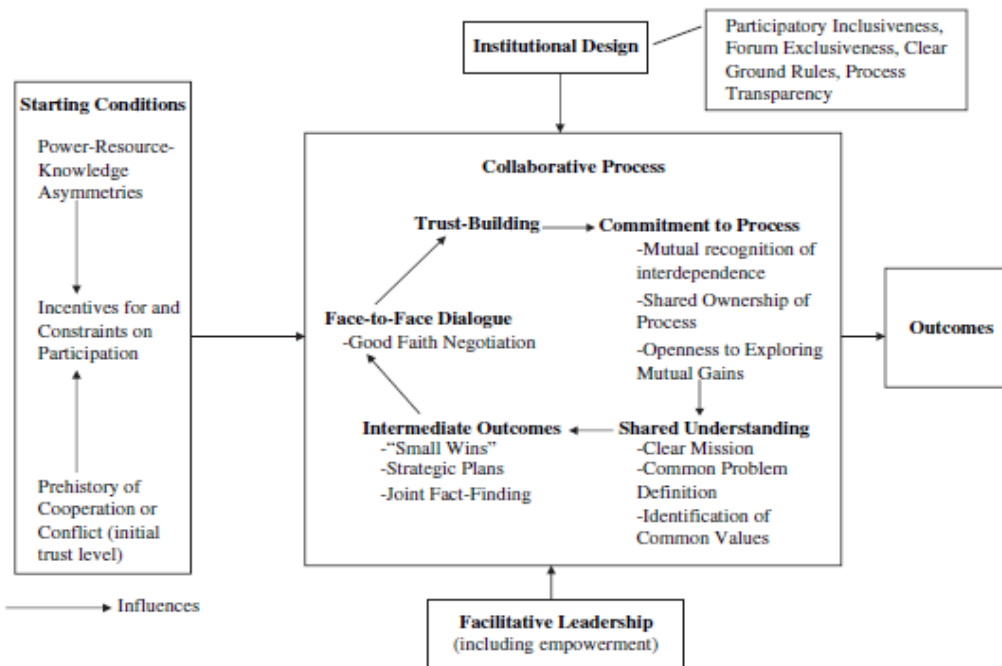 Institutional Design
Participatory Inclusiveness,
Forum Exclusiveness, Clear
Ground Rules, Process
Transparency
Starting Conditions
Power-Resource-
Knowledge
Asymmetries
Incentives for and
Constraints on
Participation
Prehistory of
Cooperation or
Conflict (initial
trust level)
Collaborative Process
Trust-Building
Commitment to Process
-Mutual recognition of
interdependence
-Shared Ownership of
Process
-Openness to Exploring
Mutual Gains
Face-to-Face Dialogue
-Good Faith Negotiation
Intermediate Outcomes
-“Small Wins”
-Strategic Plans
-Joint Fact-Finding
Shared Understanding
-Clear Mission
-Common Problem
Definition
-Identification of
Common Values
Outcomes
Influences
Facilitative Leadership
(including empowerment)